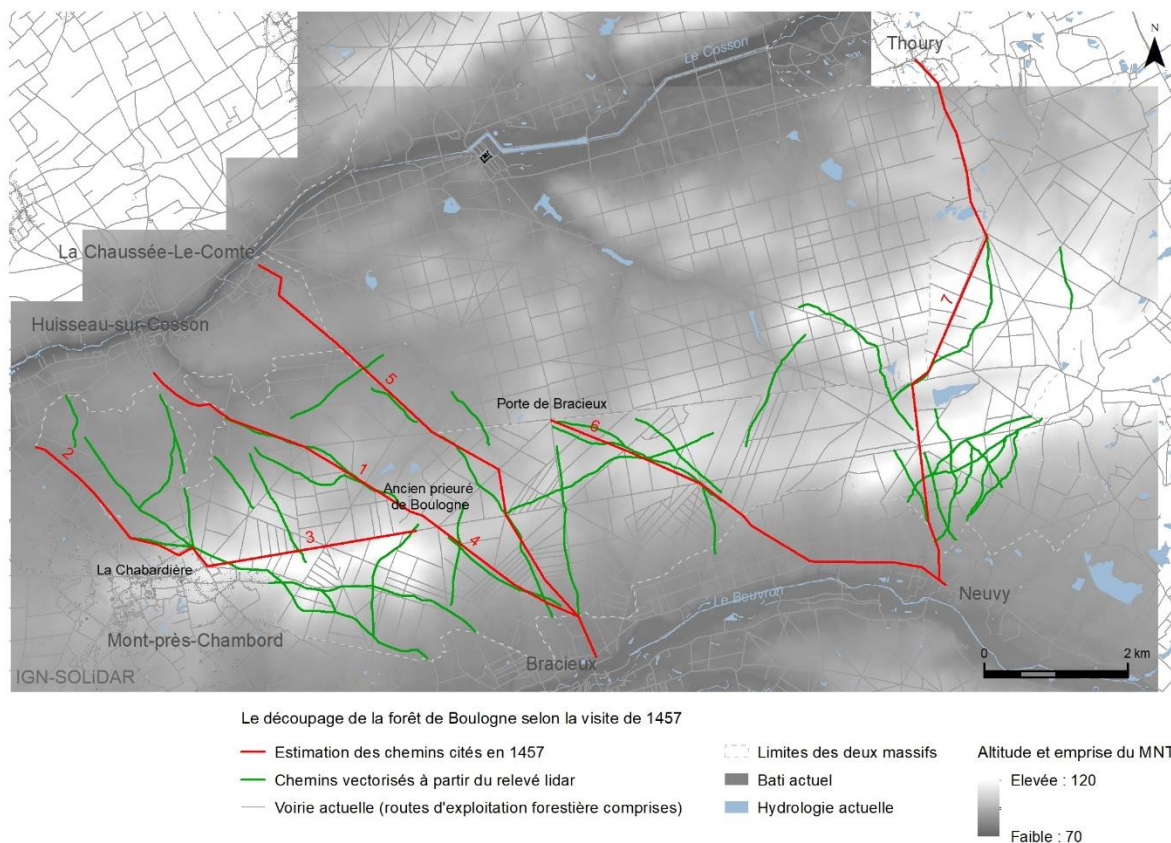 Le Cosson
Thoury
N
La Chaussée-Le-Comte
Huisseau-sur-Cosson
7
5
Porte de Bracieux
6
2
1
Ancien prieuré
de Boulogne
3
4
La Chabardière
Mont-près-Chambord
Le Beuvron
Neuvy
Bracieux
0
2 km
IGN-SOLiDAR
Le découpage de la forêt de Boulogne selon la visite de 1457
Estimation des chemins cités en 1457
Chemins vectorisés à partir du relevé lidar
Voirie actuelle (routes d'exploitation forestière comprises)
Limites des deux massifs
Bati actuel
Hydrologie actuelle
Altitude et emprise du MNT
Elevée : 120
Faible : 70